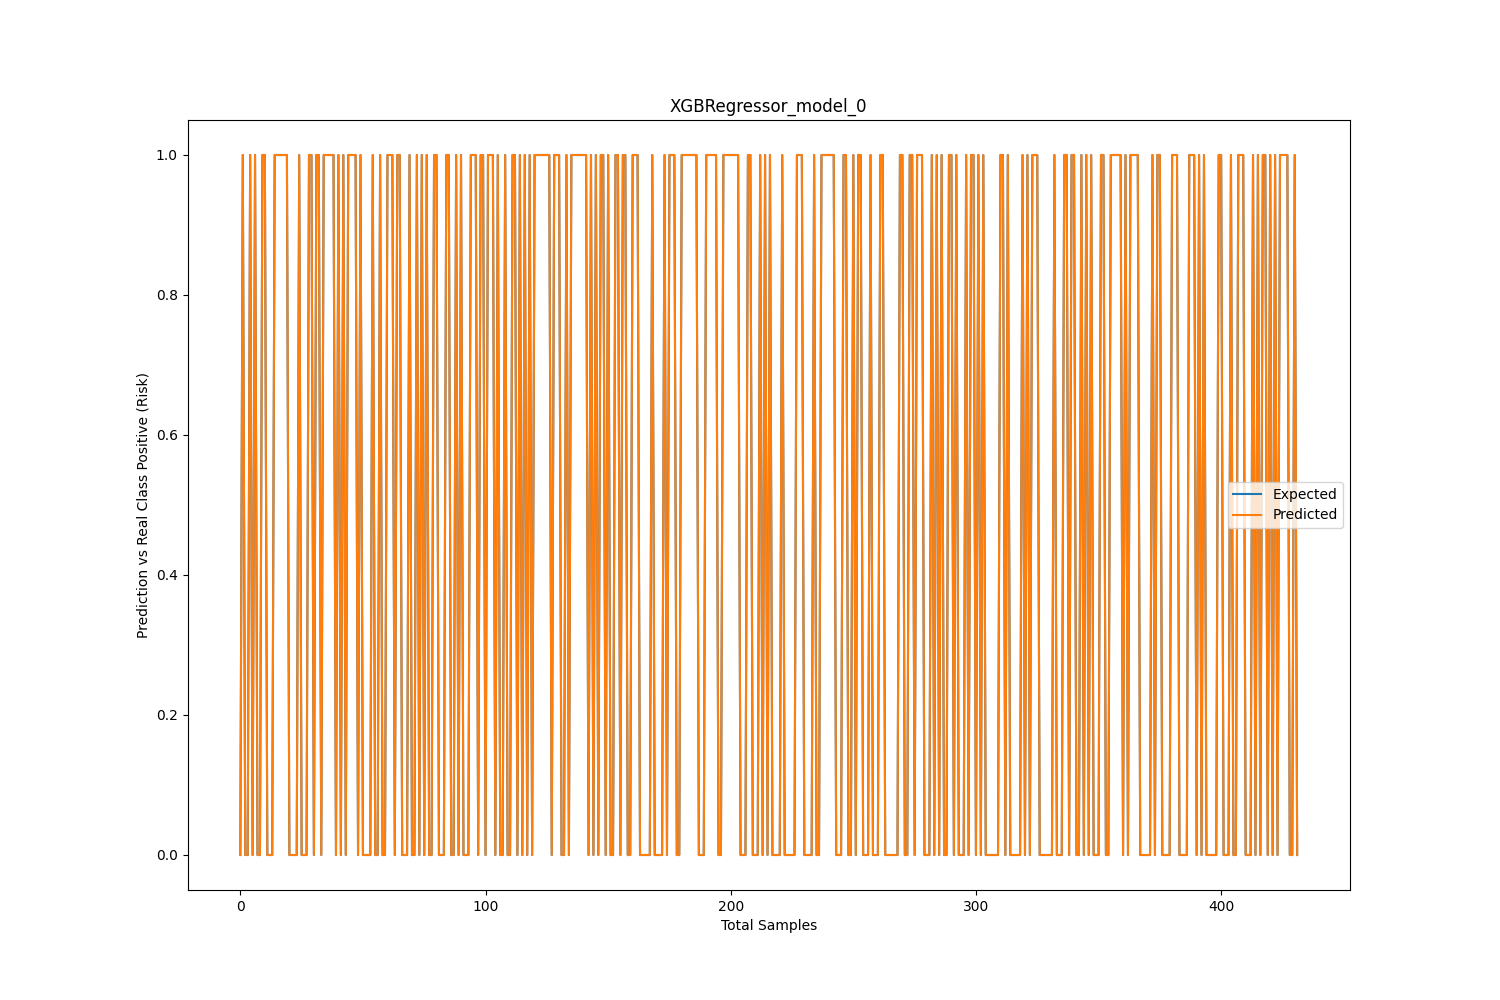 XGBRegressor_model_0
1.0
0.8
0.6
0.4
0.2
0.0
Prediction vs Real Class Positive (Risk)
Expected
Predicted
0 100 200 300 400
Total Samples